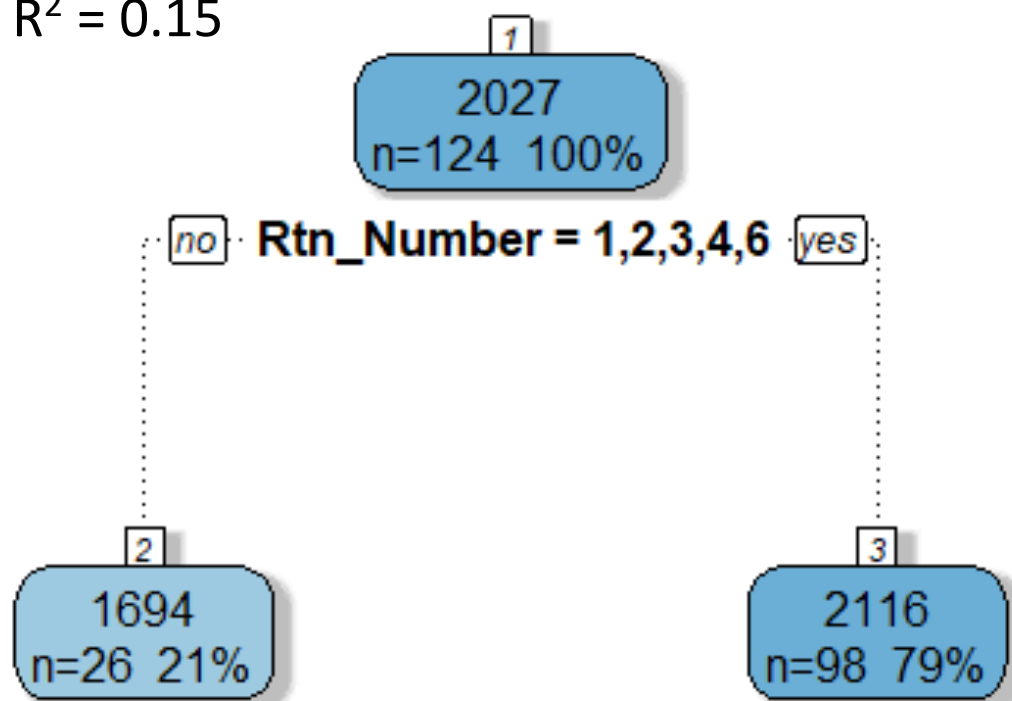 R² = 0.15
1
2027
n=124 100%
no Rtn_Number = 1,2,3,4,6 yes
2
1694
n=26 21%
3
2116
n=98 79%